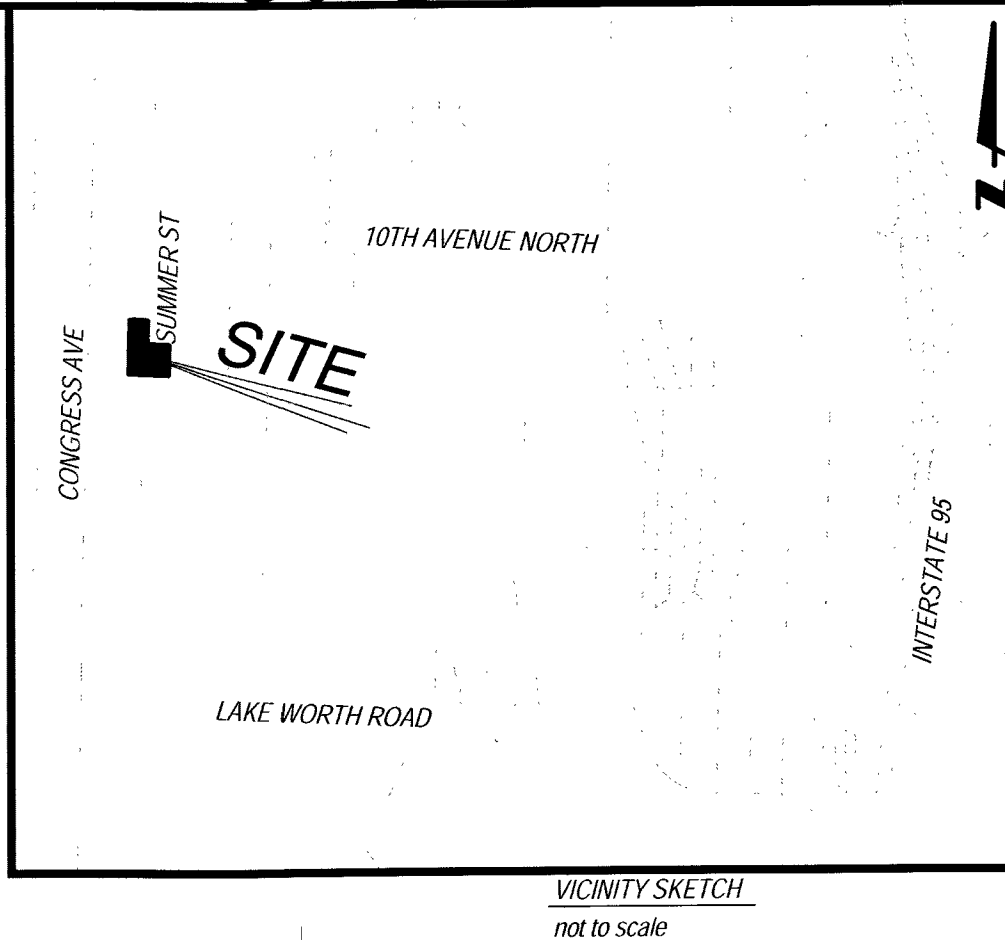 10TH AVENUE NORTH
SUMMER ST
SITE
CONGRESS AVE
INTERSTATE 95
LAKE WORTH ROAD
N
VICINITY SKETCH
not to scale